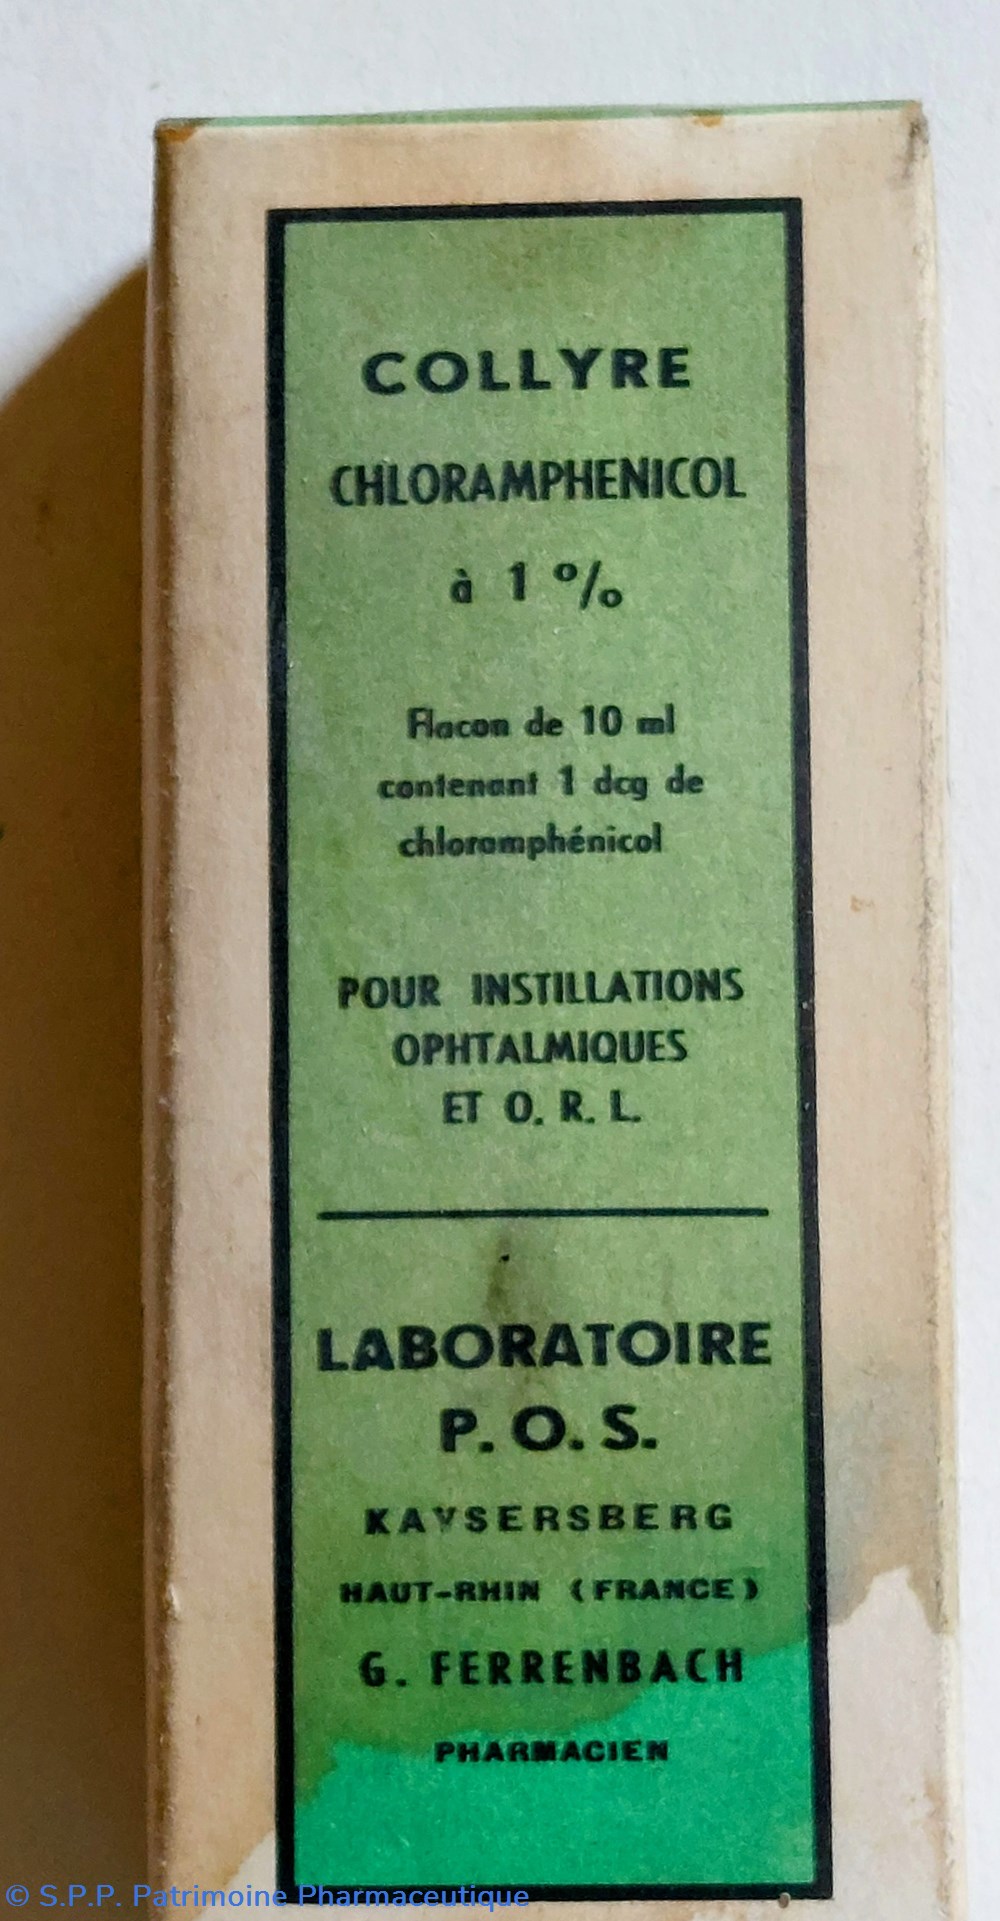 COLLYRE
CHLORAMPHENICOL
à 1 %
Flacon de 10 ml
contenant 1 dcg de
chloramphénicol
POUR INSTILLATIONS
OPHTALMIQUES
ET O. R. L.
LABORATOIRE
P. O. S.
KAYSERSBERG
HAUT-RHIN (FRANCE)
G. FERRENBACH
PHARMACIEN
© S.P.P. Patrimoine Pharmaceutique